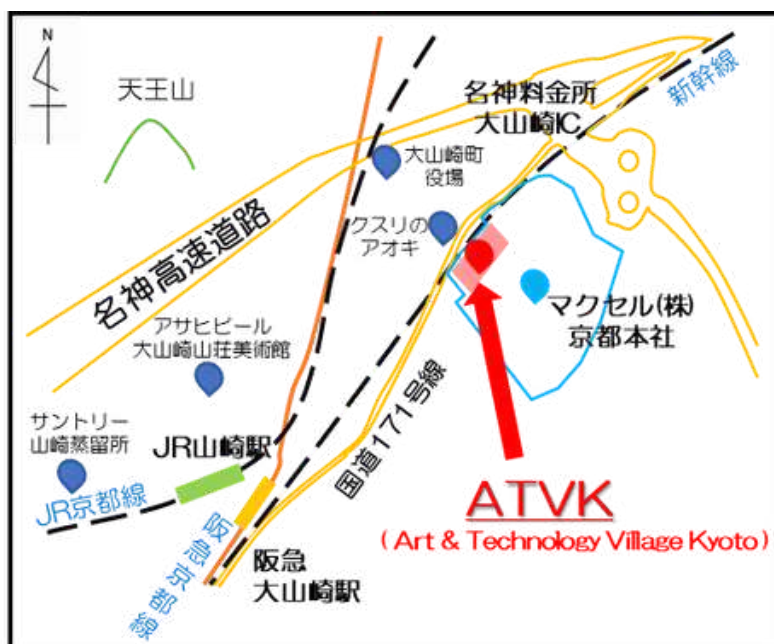 N
天王山
名神料金所
大山崎IC
新幹線
大山崎町
役場
クスリの
アオキ
名神高速道路
マクセル(株)
京都本社
アサヒビール
大山崎山荘美術館
サントリー
山崎蒸留所
JR山崎駅
国道171号線
JR京都線
ATVK
( Art & Technology Village Kyoto )
阪急京都線
阪急
大山崎駅